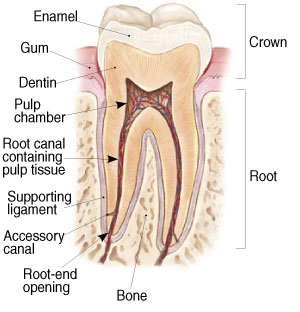 Enamel
Gum
Dentin
Pulp
chamber
Root canal
containing
pulp tissue
Supporting
ligament
Accessory
canal
Root-end
opening
Bone
Crown
Root